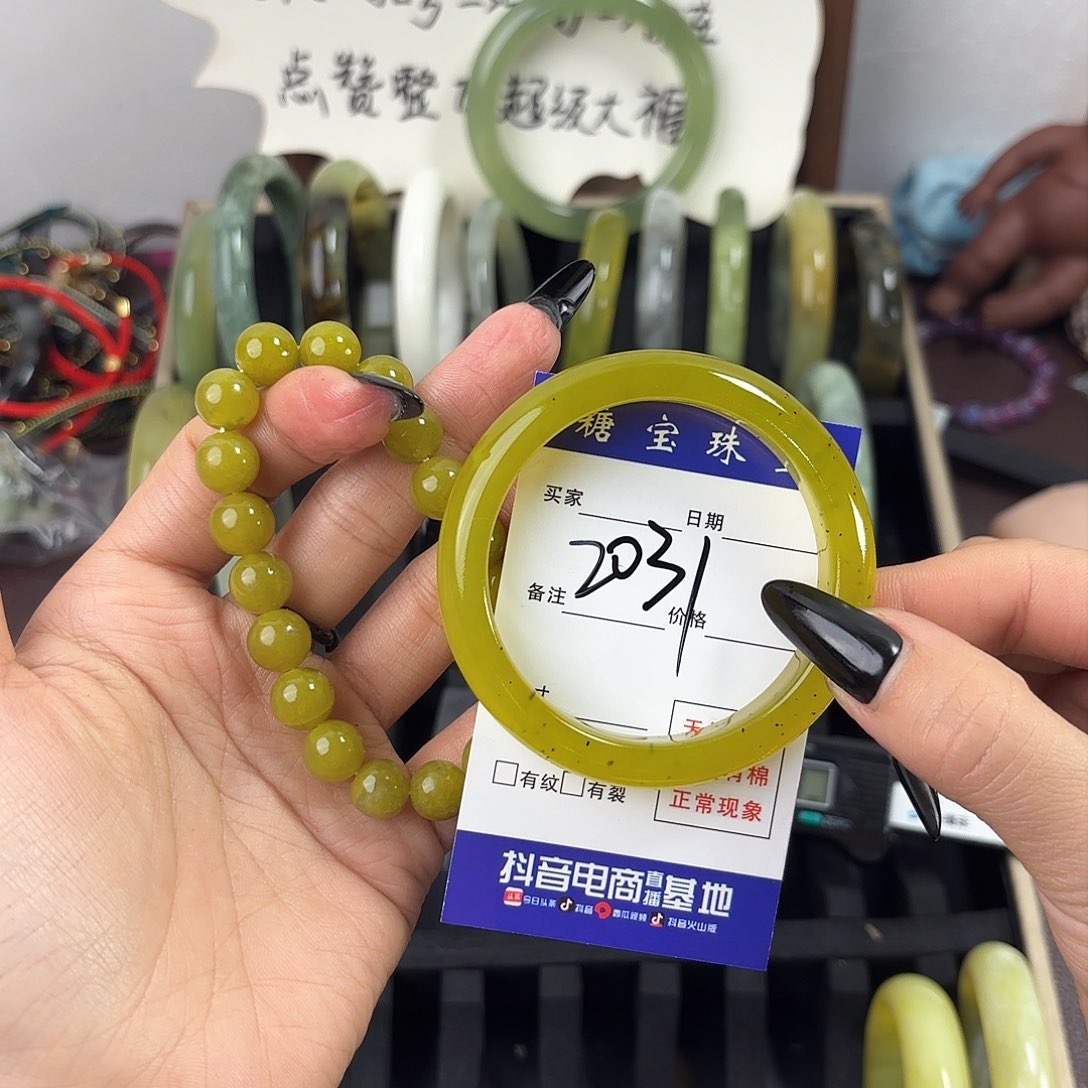 点赞整 超级大福
糖宝珠
买家
日期
2031
备注
价格
有棉
□有纹□有裂
正常现象
抖音电商直播基地
今日头条 抖音 西瓜视频 抖音火山版